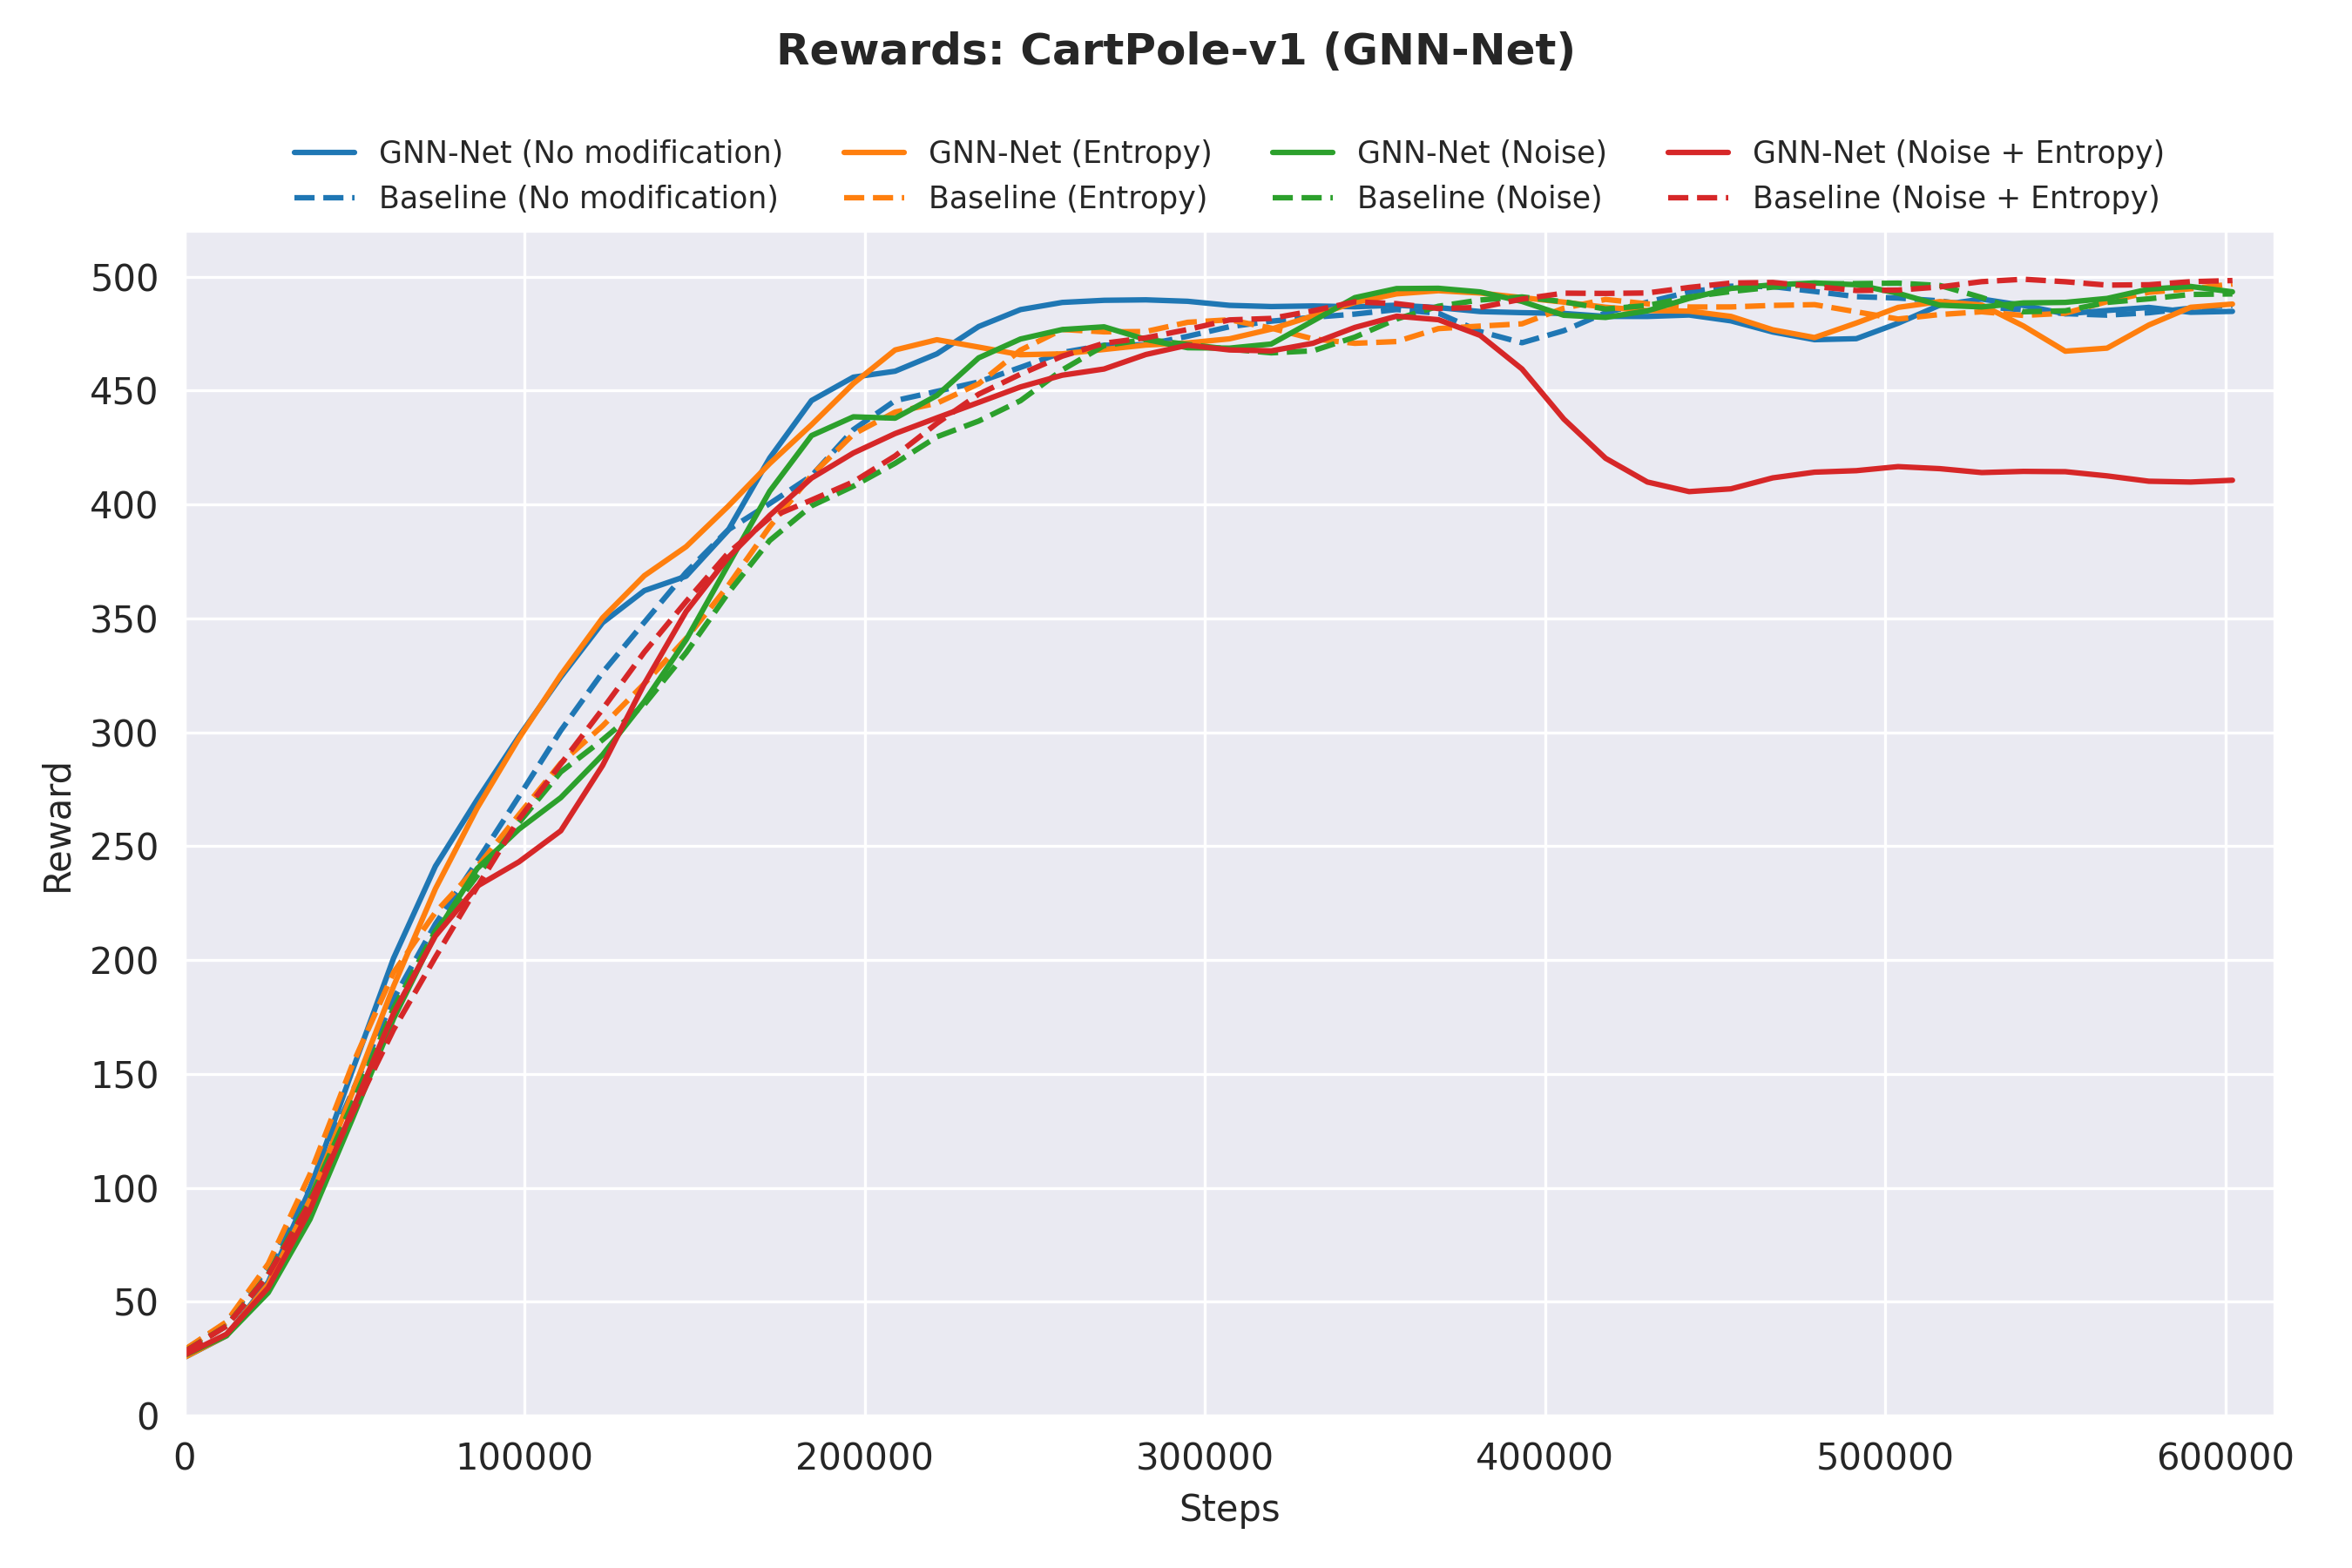 Rewards: CartPole-v1 (GNN-Net)
GNN-Net (No modification) GNN-Net (Entropy) GNN-Net (Noise) GNN-Net (Noise + Entropy)
Baseline (No modification) Baseline (Entropy) Baseline (Noise) Baseline (Noise + Entropy)
500
450
400
350
300
250
200
150
100
50
0
Reward
0 100000 200000 300000 400000 500000 600000
Steps